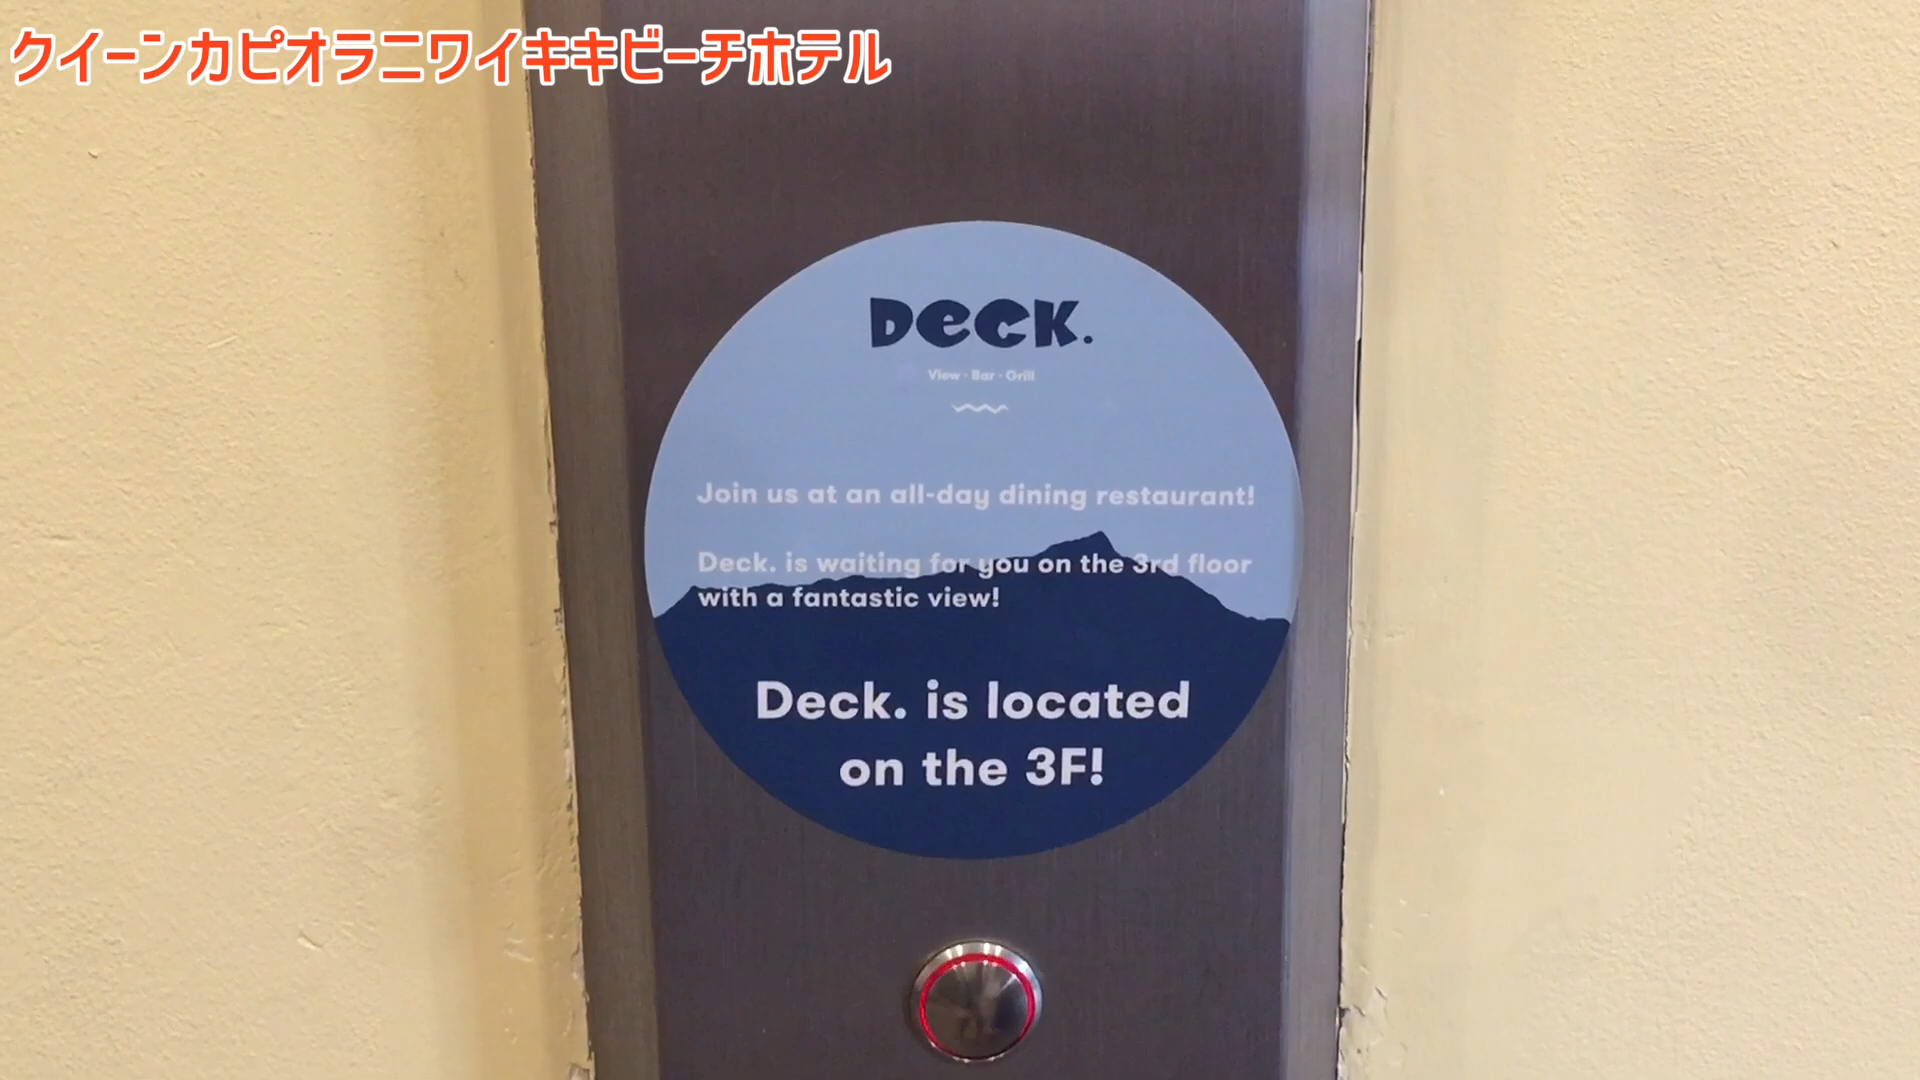 クイーンカピオラニワイキキビーチホテル
Deck.
View · Bar · Grill
Join us at an all-day dining restaurant!
Deck. is waiting for you on the 3rd floor
with a fantastic view!
Deck. is located
on the 3F!